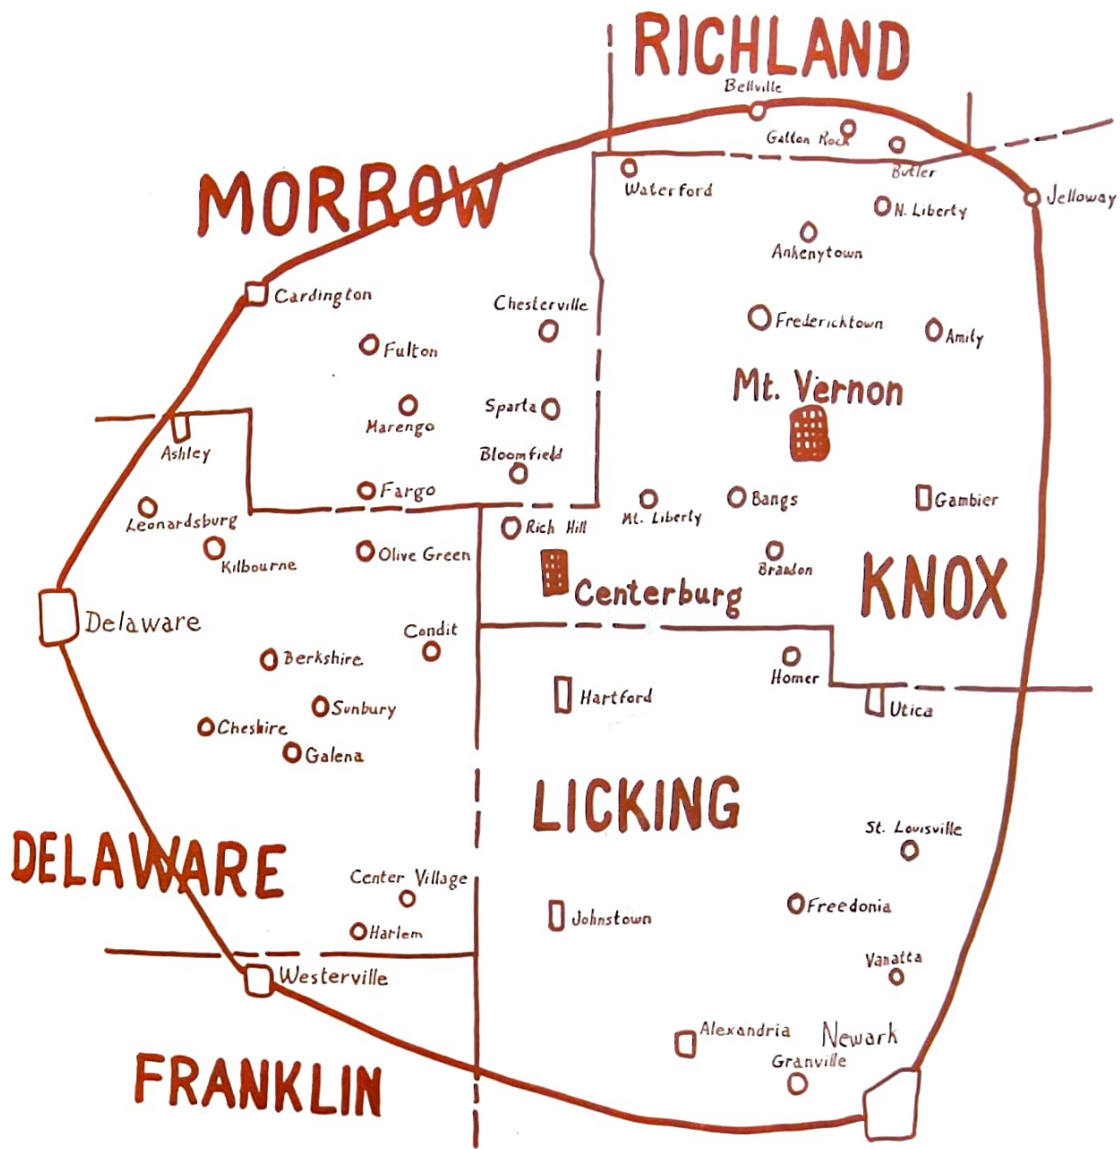 RICHLAND
Bellville
Gatton Rock
Butler
Waterford
MORROW
N. Liberty
Jelloway
Ankenytown
Cardington
Chesterville
Fredericktown
Amity
Fulton
Mt. Vernon
Marengo
Sparta
Ashley
Bloomfield
Fargo
Mt. Liberty
Bangs
Gambier
Leonardsburg
Rich Hill
Kilbourne
Olive Green
Brandon
KNOX
Centerburg
Delaware
Condit
Berkshire
Homer
Hartford
Sunbury
Utica
Cheshire
Galena
LICKING
St. Louisville
DELAWARE
Center Village
Freedonia
Johnstown
Harlem
Vanatta
Westerville
Alexandria
Newark
Granville
FRANKLIN